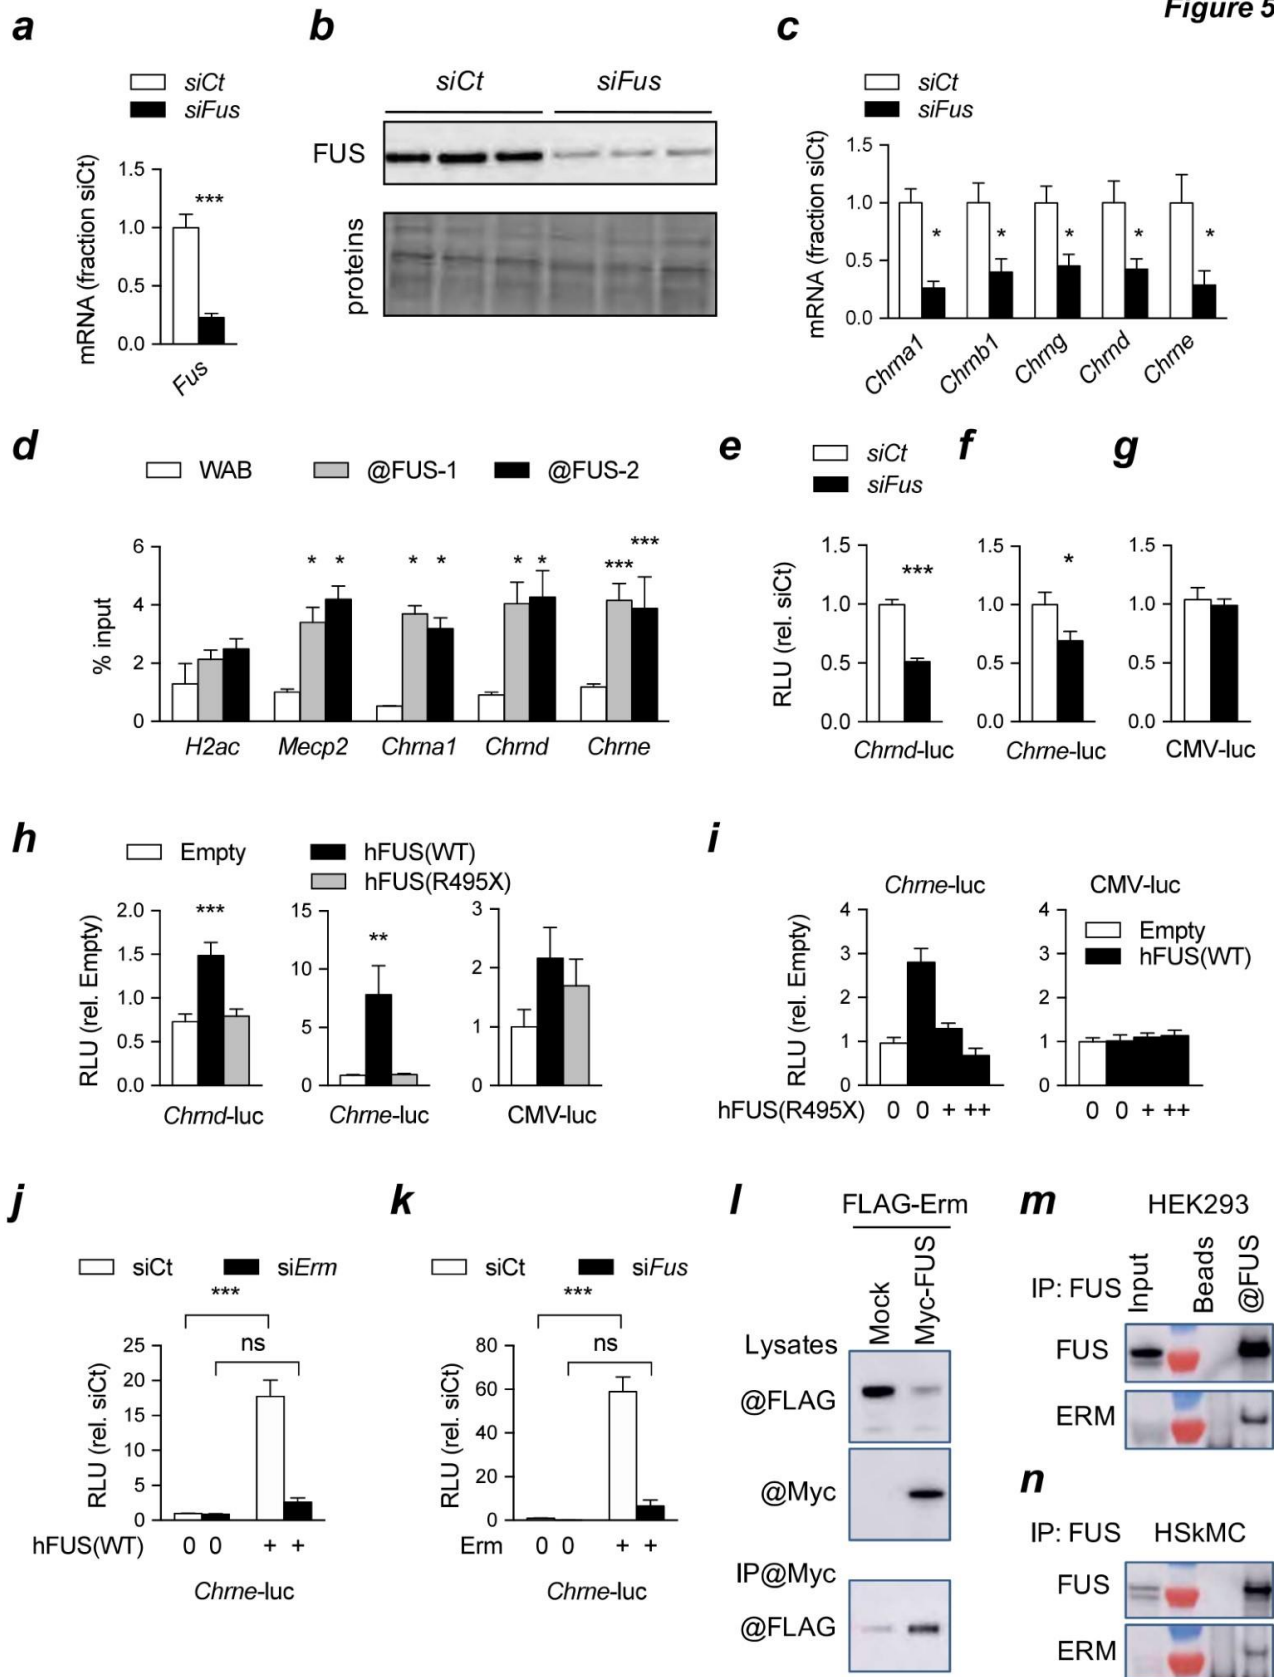 Figure 5
a
siCt
siFus
mRNA (fraction siCt)
1.5
1.0
0.5
0.0
***
Fus
b
siCt siFus
FUS
proteins
c
siCt
siFus
mRNA (fraction siCt)
1.5
1.0
0.5
0.0
* * * * *
Chrna1 Chrnb1 Chrng Chrnd Chrne
d
WAB @FUS-1 @FUS-2
% input
6
4
2
0
* * * * * * *** ***
H2ac Mecp2 Chrna1 Chrnd Chrne
e
siCt
siFus
RLU (rel. siCt)
1.5
1.0
0.5
0.0
***
Chrnd-luc
f
1.5
1.0
0.5
0.0
*
Chrne-luc
g
1.5
1.0
0.5
0.0
CMV-luc
h
Empty hFUS(WT)
hFUS(R495X)
RLU (rel. Empty)
2.0
1.5
1.0
0.5
0.0
***
Chrnd-luc
15
10
5
0
**
Chrne-luc
3
2
1
0
CMV-luc
i
Chrne-luc
RLU (rel. Empty)
4
3
2
1
0
hFUS(R495X) 0 0 + ++
CMV-luc
Empty
hFUS(WT)
4
3
2
1
0
0 0 + ++
j
siCt siErm
***
ns
RLU (rel. siCt)
25
20
15
10
5
0
hFUS(WT) 0 0 + +
Chrne-luc
k
siCt siFus
***
ns
RLU (rel. siCt)
80
60
40
20
0
Erm 0 0 + +
Chrne-luc
l
FLAG-Erm
Mock Myc-FUS
Lysates
@FLAG
@Myc
IP@Myc
@FLAG
m
HEK293
IP: FUS Input Beads @FUS
FUS
ERM
n
IP: FUS HSkMC
FUS
ERM